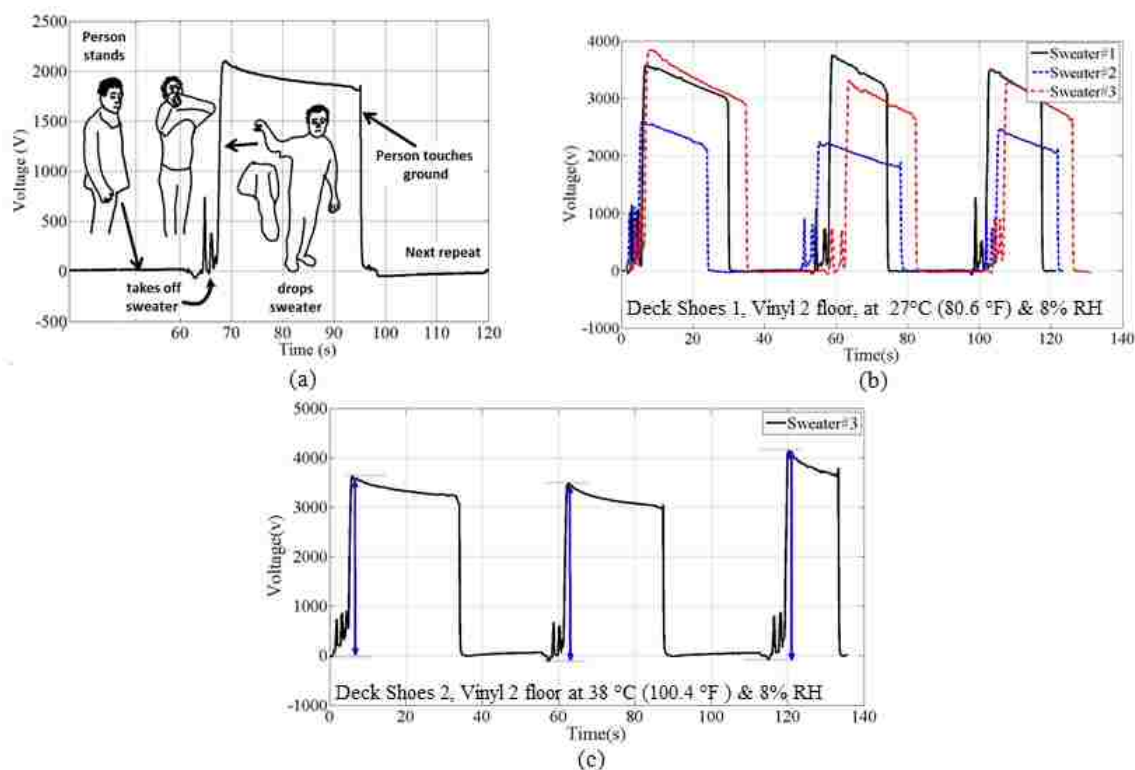 2500
2000
1500
1000
500
0
-500
Voltage (V)
Person
stands
Person touches
ground
Next repeat
takes off
sweater
drops
sweater
60
70
80
90
100
120
Time (s)
(a)
4000
3000
2000
1000
0
-1000
Voltage(v)
Sweater#1
Sweater#2
Sweater#3
Deck Shoes 1, Vinyl 2 floor, at 27°C (80.6 °F) & 8% RH
0
20
40
60
80
100
120
140
Time(s)
(b)
5000
4000
3000
2000
1000
0
-1000
Voltage(v)
Sweater#3
Deck Shoes 2, Vinyl 2 floor at 38 °C (100.4 °F ) & 8% RH
0
20
40
60
80
100
120
140
Time(s)
(c)